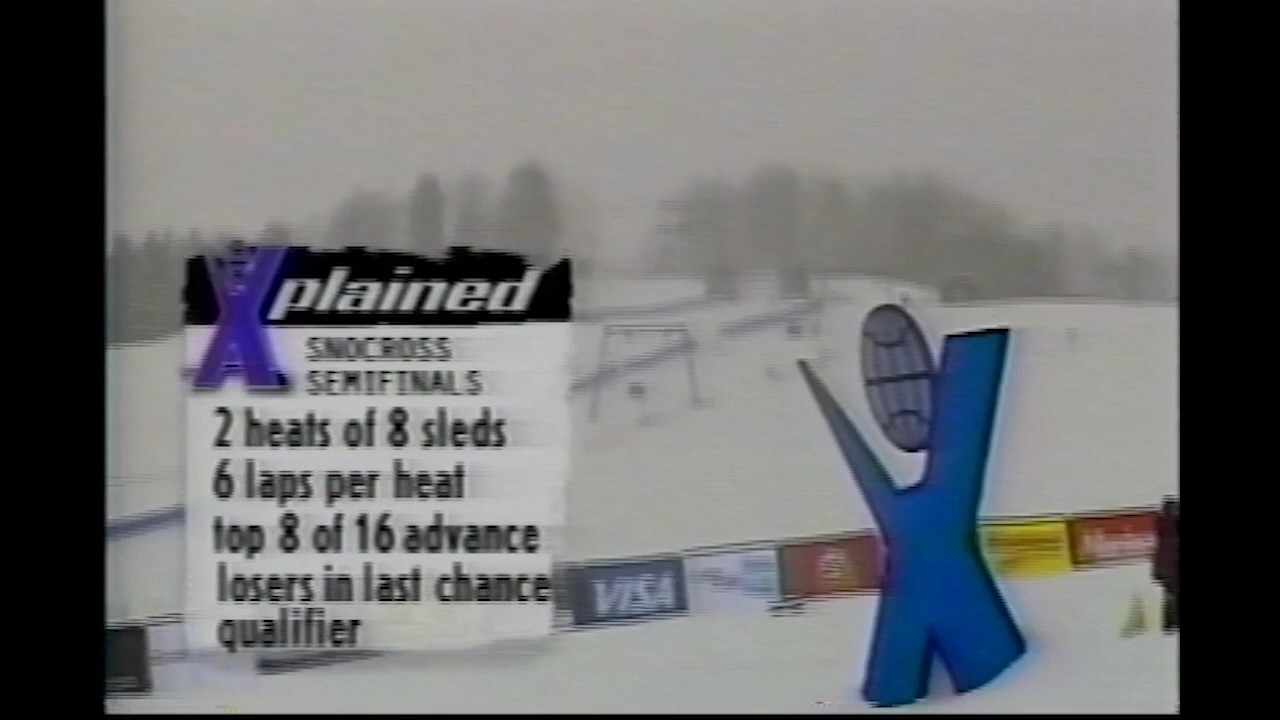 Xplained
SNOCROSS
SEMIFINALS
2 heats of 8 sleds
6 laps per heat
top 8 of 16 advance
losers in last chance
qualifier
VISA